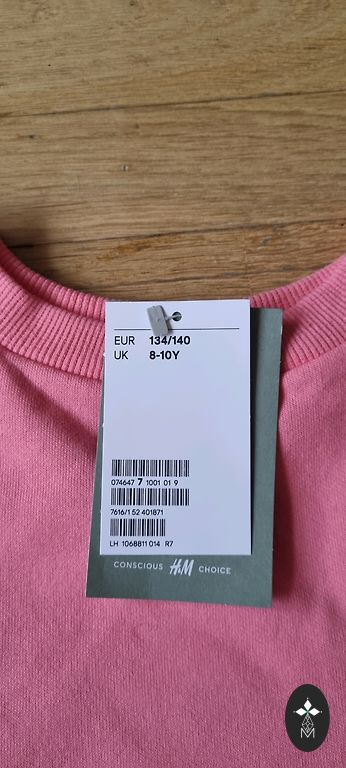 EUR 134/140
UK 8-10Y
074647 7 1001 01 9
7616/1 52 401871
LH 1068811 014 R7
CONSCIOUS H&M CHOICE
M